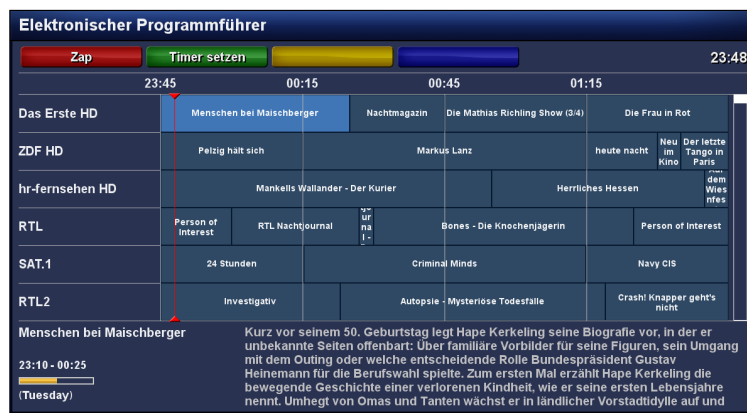 Elektronischer Programmführer
Zap Timer setzen 23:48
23:45 00:15 00:45 01:15
Das Erste HD Menschen bei Maischberger Nachtmagazin Die Mathias Richling Show (3/4) Die Frau in Rot
ZDF HD Pelzig hält sich Markus Lanz heute nacht Neu im Kino Der letzte Tango in Paris
hr-fernsehen HD Mankells Wallander - Der Kurier Herrliches Hessen dem Wies nfes
RTL Person of Interest RTL Nachtjournal ur na l - Bones - Die Knochenjägerin Person of Interest
SAT.1 24 Stunden Criminal Minds Navy CIS
RTL2 Investigativ Autopsie - Mysteriöse Todesfälle Crash! Knapper geht's nicht
Menschen bei Maischberger
23:10 - 00:25
(Tuesday)
Kurz vor seinem 50. Geburtstag legt Hape Kerkeling seine Biografie vor, in der er
unbekannte Seiten offenbart: Über familiäre Vorbilder für seine Figuren, sein Umgang
mit dem Outing oder welche entscheidende Rolle Bundespräsident Gustav
Heinemann für die Berufswahl spielte. Zum ersten Mal erzählt Hape Kerkeling die
bewegende Geschichte einer verlorenen Kindheit, wie er seine ersten Lebensjahre
nennt. Umhegt von Omas und Tanten wächst er in ländlicher Vorstadtidylle auf und